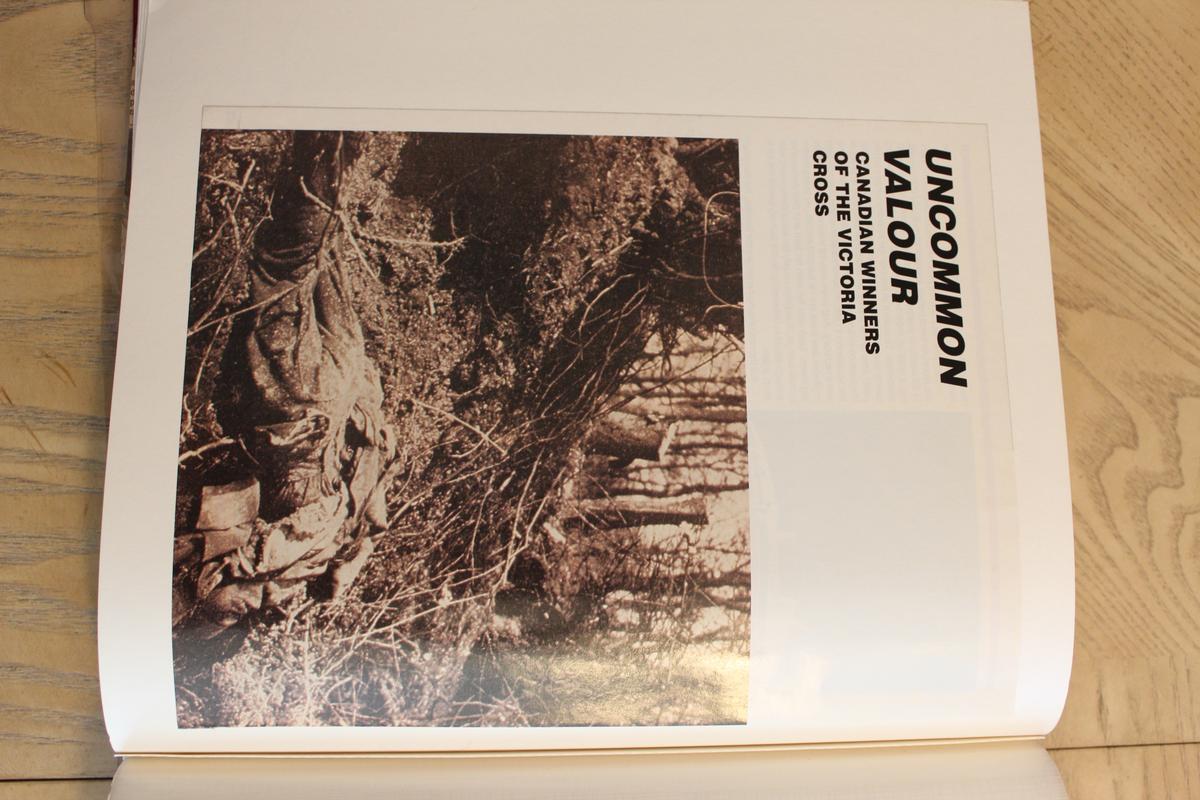 UNCOMMON
VALOUR
CANADIAN WINNERS
OF THE VICTORIA
CROSS